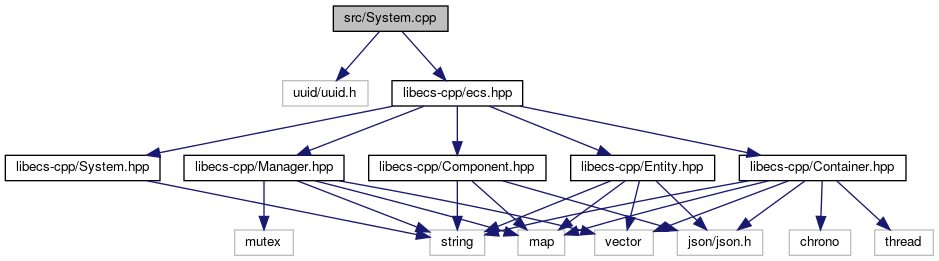 src/System.cpp
uuid/uuid.h
libecs-cpp/ecs.hpp
libecs-cpp/System.hpp
libecs-cpp/Manager.hpp
libecs-cpp/Component.hpp
libecs-cpp/Entity.hpp
libecs-cpp/Container.hpp
mutex
string
map
vector
json/json.h
chrono
thread